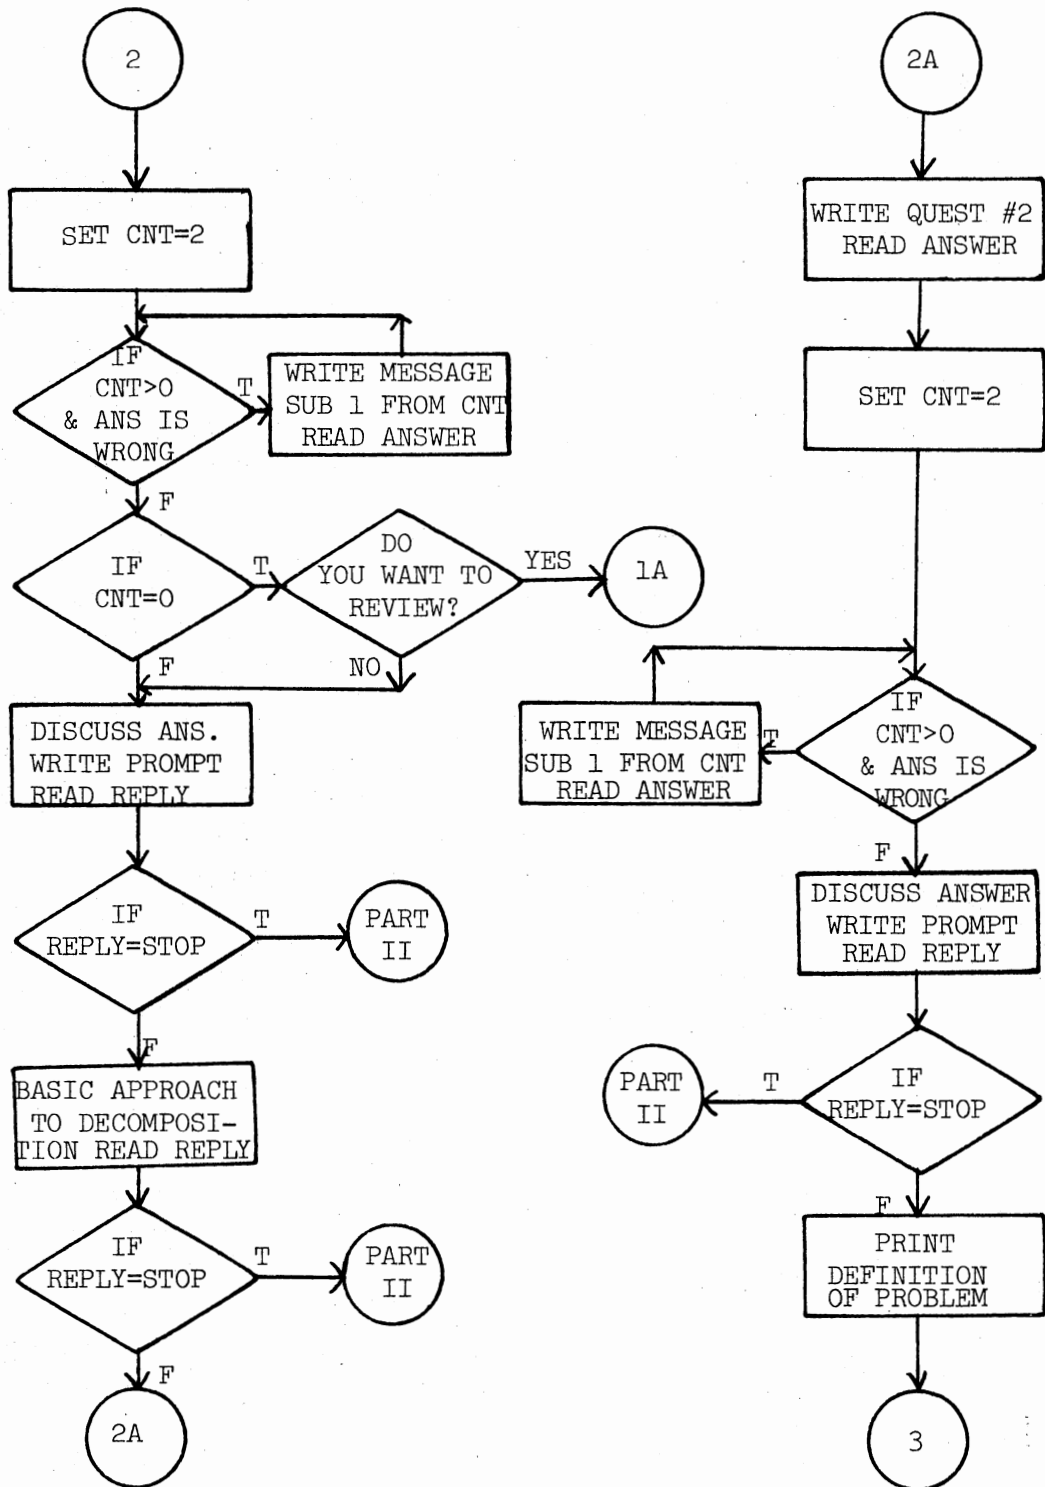 2
SET CNT=2
IF
CNT>0
& ANS IS
WRONG
T
WRITE MESSAGE
SUB 1 FROM CNT
READ ANSWER
F
IF
CNT=0
T
DO
YOU WANT TO
REVIEW?
YES
1A
F
NO
DISCUSS ANS.
WRITE PROMPT
READ REPLY
IF
REPLY=STOP
T
PART
II
F
BASIC APPROACH
TO DECOMPOSI-
TION READ REPLY
IF
REPLY=STOP
T
PART
II
F
2A
2A
WRITE QUEST #2
READ ANSWER
SET CNT=2
IF
CNT>0
& ANS IS
WRONG
T
WRITE MESSAGE
SUB 1 FROM CNT
READ ANSWER
F
DISCUSS ANSWER
WRITE PROMPT
READ REPLY
IF
REPLY=STOP
T
PART
II
F
PRINT
DEFINITION
OF PROBLEM
3